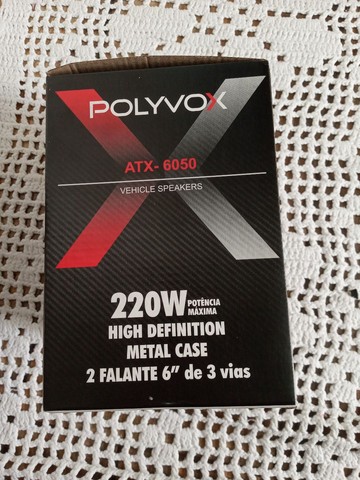 POLYVOX
ATX- 6050
VEHICLE SPEAKERS
220W POTÊNCIA MÁXIMA
HIGH DEFINITION
METAL CASE
2 FALANTE 6” de 3 vias